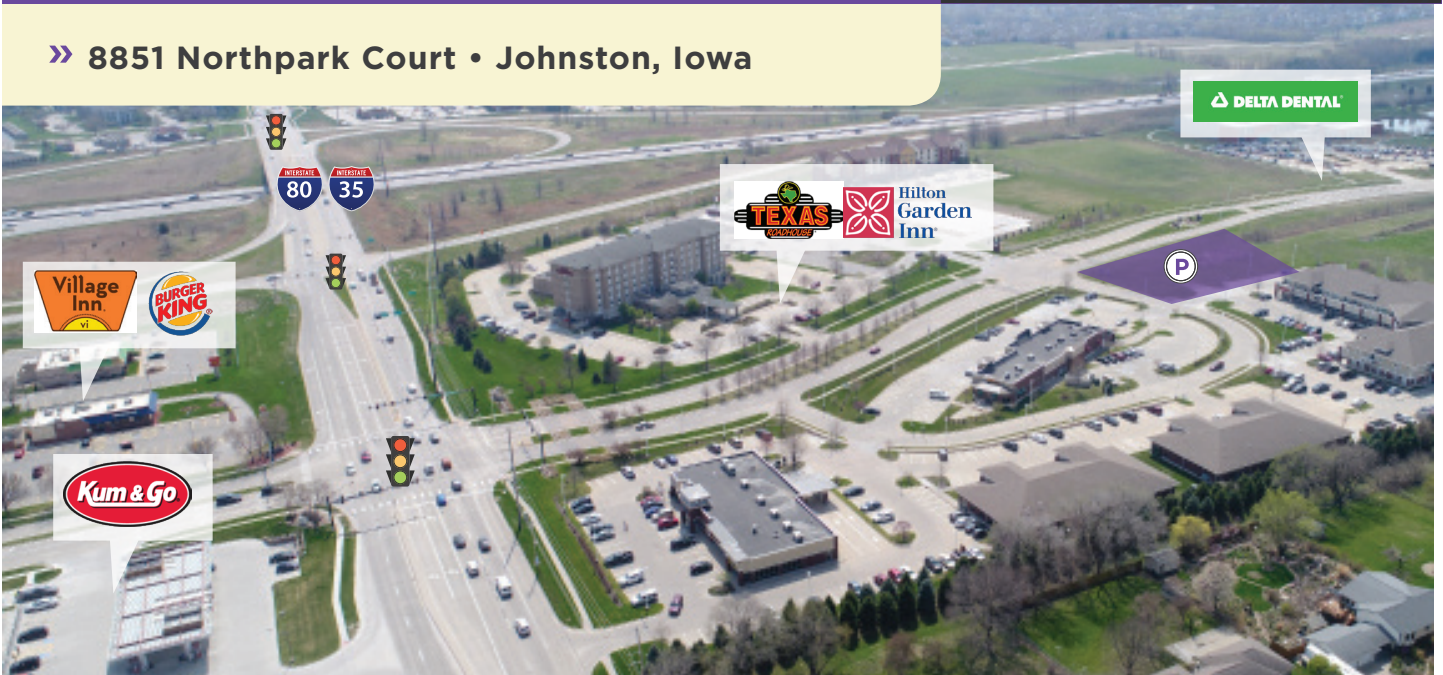 » 8851 Northpark Court • Johnston, Iowa
DELTA DENTAL
INTERSTATE
80
INTERSTATE
35
TEXAS
ROADHOUSE
Hilton
Garden
Inn
P
Village
Inn
vi
BURGER
KING®
Kum & Go